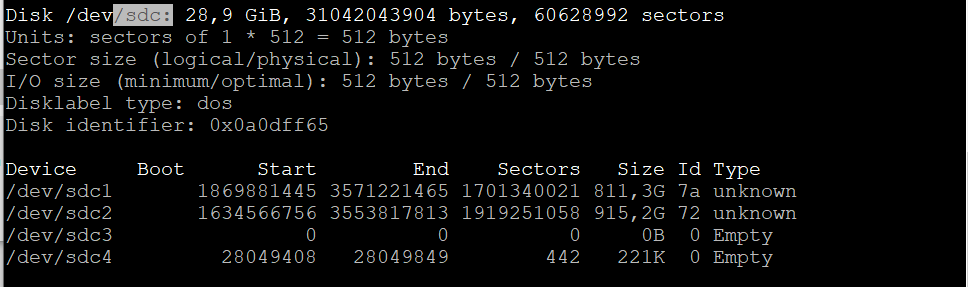 Disk /dev/sdc: 28,9 GiB, 31042043904 bytes, 60628992 sectors
Units: sectors of 1 * 512 = 512 bytes
Sector size (logical/physical): 512 bytes / 512 bytes
I/O size (minimum/optimal): 512 bytes / 512 bytes
Disklabel type: dos
Disk identifier: 0x0a0dff65

Device     Boot      Start        End    Sectors   Size Id Type
/dev/sdc1       1869881445 3571221465 1701340021 811,3G 7a unknown
/dev/sdc2       1634566756 3553817813 1919251058 915,2G 72 unknown
/dev/sdc3                0          0          0     0B  0 Empty
/dev/sdc4         28049408   28049849        442   221K  0 Empty